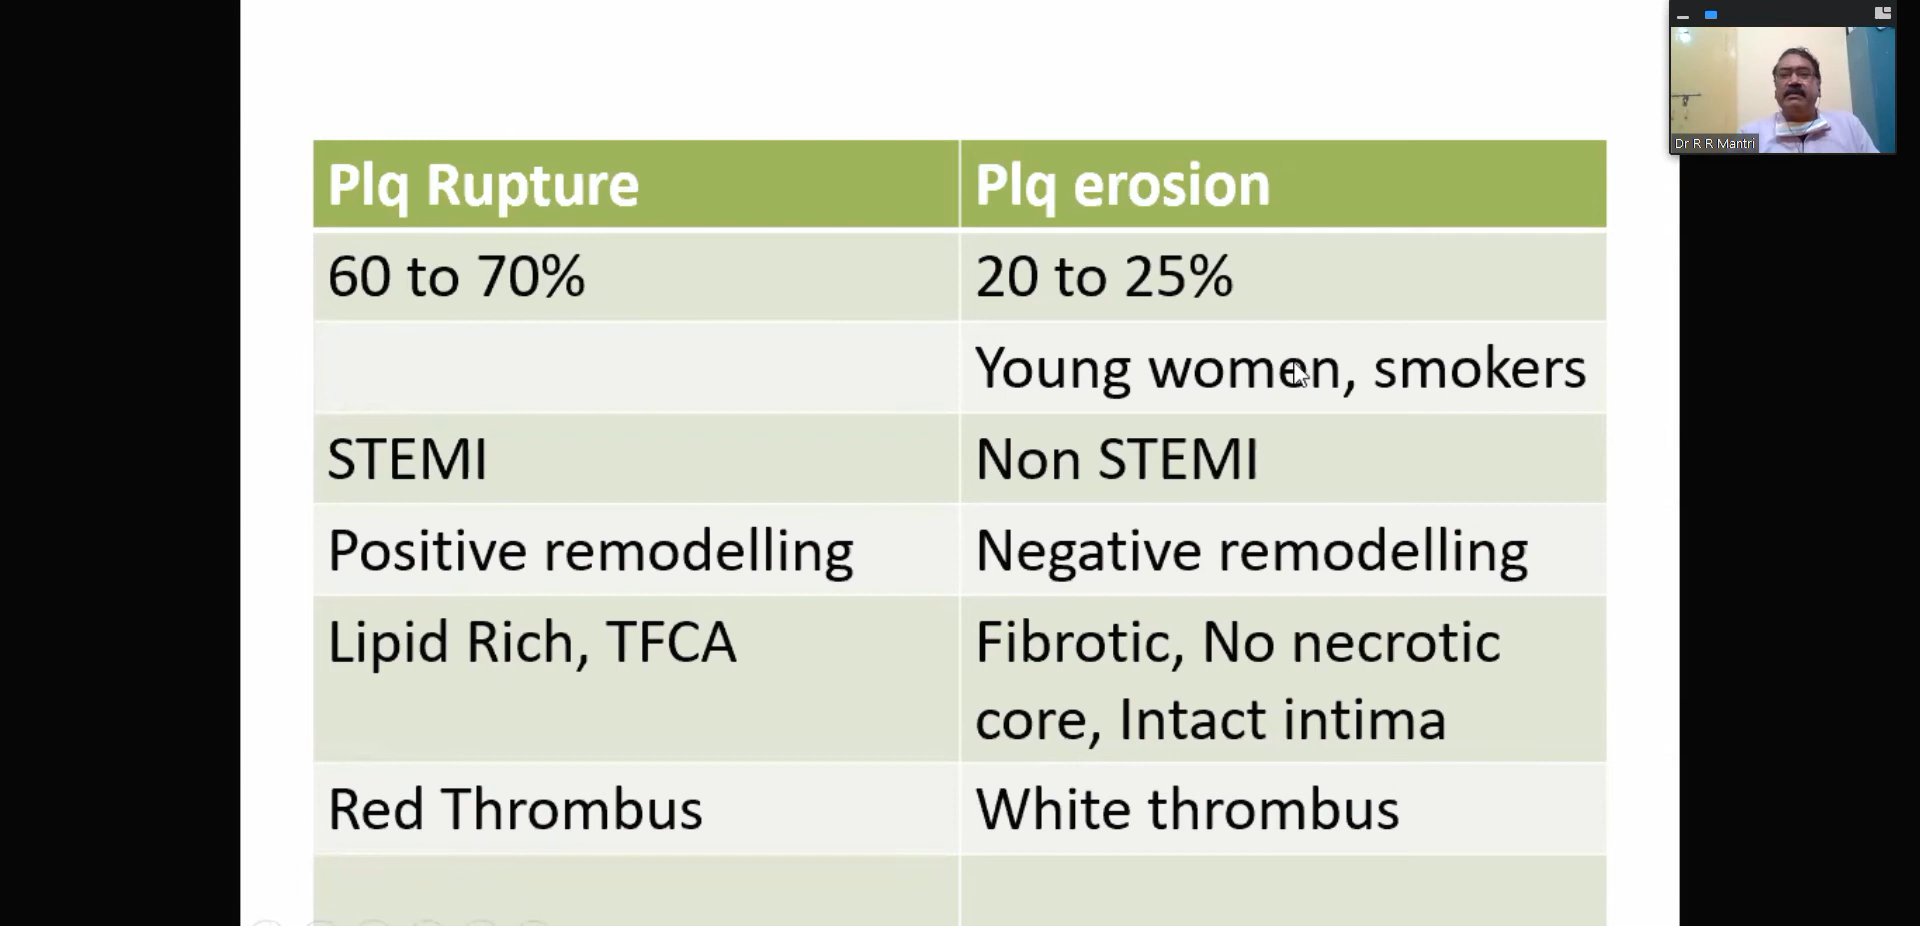 Dr R R Mantri
Plq Rupture
Plq erosion
60 to 70%
20 to 25%
Young women, smokers
STEMI
Non STEMI
Positive remodelling
Negative remodelling
Lipid Rich, TFCA
Fibrotic, No necrotic
core, Intact intima
Red Thrombus
White thrombus